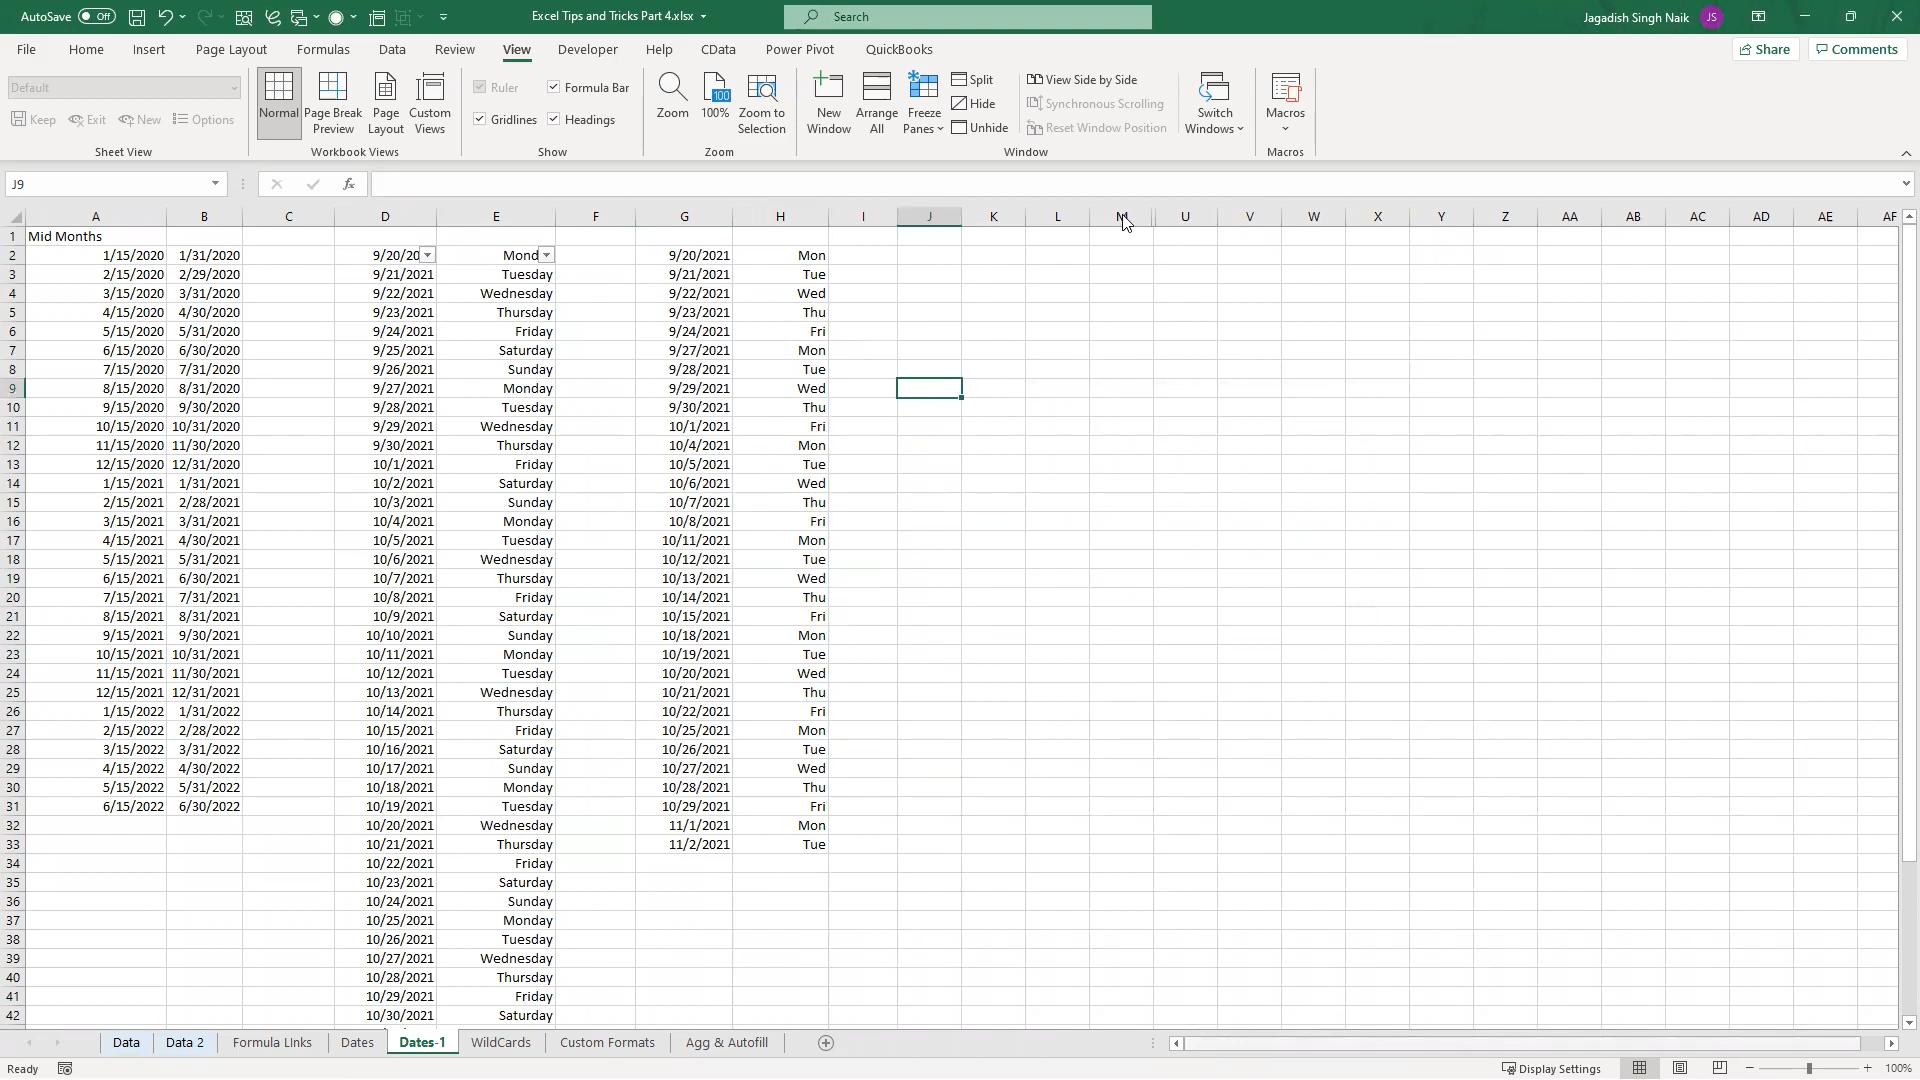 AutoSave Off Excel Tips and Tricks Part 4.xlsx Search Jagadish Singh Naik JS
File Home Insert Page Layout Formulas Data Review View Developer Help CData Power Pivot QuickBooks Share Comments
Default
Keep Exit New Options
Sheet View
Normal
Page Break Preview
Page Layout
Custom Views
Workbook Views
Ruler Formula Bar
Gridlines Headings
Show
Zoom
100
100%
Zoom to Selection
Zoom
New Window
Arrange All
Freeze Panes
Split
Hide
Unhide
View Side by Side
Synchronous Scrolling
Reset Window Position
Switch Windows
Window
Macros
Macros
J9 fx
A B C D E F G H I J K L M U V W X Y Z AA AB AC AD AE AF
1 Mid Months
2 1/15/2020 1/31/2020 9/20/20 Mond 9/20/2021 Mon
3 2/15/2020 2/29/2020 9/21/2021 Tuesday 9/21/2021 Tue
4 3/15/2020 3/31/2020 9/22/2021 Wednesday 9/22/2021 Wed
5 4/15/2020 4/30/2020 9/23/2021 Thursday 9/23/2021 Thu
6 5/15/2020 5/31/2020 9/24/2021 Friday 9/24/2021 Fri
7 6/15/2020 6/30/2020 9/25/2021 Saturday 9/27/2021 Mon
8 7/15/2020 7/31/2020 9/26/2021 Sunday 9/28/2021 Tue
9 8/15/2020 8/31/2020 9/27/2021 Monday 9/29/2021 Wed
10 9/15/2020 9/30/2020 9/28/2021 Tuesday 9/30/2021 Thu
11 10/15/2020 10/31/2020 9/29/2021 Wednesday 10/1/2021 Fri
12 11/15/2020 11/30/2020 9/30/2021 Thursday 10/4/2021 Mon
13 12/15/2020 12/31/2020 10/1/2021 Friday 10/5/2021 Tue
14 1/15/2021 1/31/2021 10/2/2021 Saturday 10/6/2021 Wed
15 2/15/2021 2/28/2021 10/3/2021 Sunday 10/7/2021 Thu
16 3/15/2021 3/31/2021 10/4/2021 Monday 10/8/2021 Fri
17 4/15/2021 4/30/2021 10/5/2021 Tuesday 10/11/2021 Mon
18 5/15/2021 5/31/2021 10/6/2021 Wednesday 10/12/2021 Tue
19 6/15/2021 6/30/2021 10/7/2021 Thursday 10/13/2021 Wed
20 7/15/2021 7/31/2021 10/8/2021 Friday 10/14/2021 Thu
21 8/15/2021 8/31/2021 10/9/2021 Saturday 10/15/2021 Fri
22 9/15/2021 9/30/2021 10/10/2021 Sunday 10/18/2021 Mon
23 10/15/2021 10/31/2021 10/11/2021 Monday 10/19/2021 Tue
24 11/15/2021 11/30/2021 10/12/2021 Tuesday 10/20/2021 Wed
25 12/15/2021 12/31/2021 10/13/2021 Wednesday 10/21/2021 Thu
26 1/15/2022 1/31/2022 10/14/2021 Thursday 10/22/2021 Fri
27 2/15/2022 2/28/2022 10/15/2021 Friday 10/25/2021 Mon
28 3/15/2022 3/31/2022 10/16/2021 Saturday 10/26/2021 Tue
29 4/15/2022 4/30/2022 10/17/2021 Sunday 10/27/2021 Wed
30 5/15/2022 5/31/2022 10/18/2021 Monday 10/28/2021 Thu
31 6/15/2022 6/30/2022 10/19/2021 Tuesday 10/29/2021 Fri
32 10/20/2021 Wednesday 11/1/2021 Mon
33 10/21/2021 Thursday 11/2/2021 Tue
34 10/22/2021 Friday
35 10/23/2021 Saturday
36 10/24/2021 Sunday
37 10/25/2021 Monday
38 10/26/2021 Tuesday
39 10/27/2021 Wednesday
40 10/28/2021 Thursday
41 10/29/2021 Friday
42 10/30/2021 Saturday
Data Data 2 Formula LInks Dates Dates-1 WildCards Custom Formats Agg & Autofill
Ready Display Settings 100%